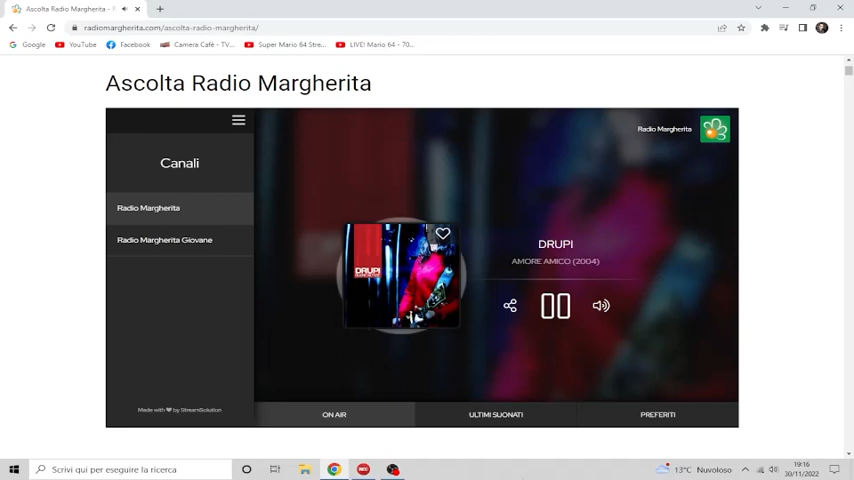 Ascolta Radio Margherita - F
radiomargherita.com/ascolta-radio-margherita/
Google YouTube Facebook Camera Café - TV... Super Mario 64 Stre... LIVE! Mario 64 - 70...
Ascolta Radio Margherita
Radio Margherita
Canali
Radio Margherita
Radio Margherita Giovane
DRUPI
DRUPI
AMORE AMICO (2004)
Made with by StreamSolution
ON AIR
ULTIMI SUONATI
PREFERITI
Scrivi qui per eseguire la ricerca
REC
13°C Nuvoloso
19:16
30/11/2022